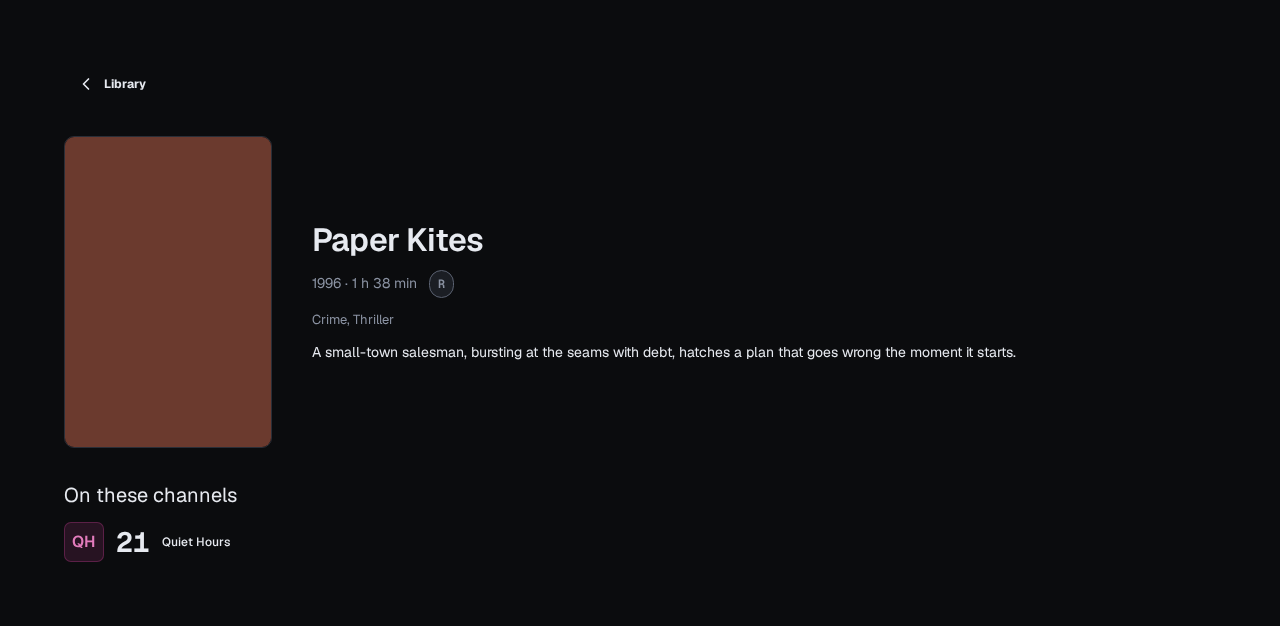 Library
Paper Kites
1996 · 1 h 38 min R
Crime, Thriller
A small-town salesman, bursting at the seams with debt, hatches a plan that goes wrong the moment it starts.
On these channels
QH 21 Quiet Hours